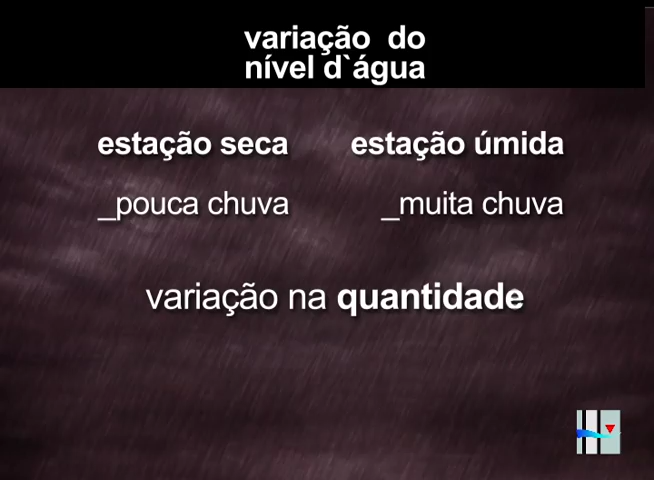 variação do
nível d`água
estação seca estação úmida
_pouca chuva _muita chuva
variação na quantidade